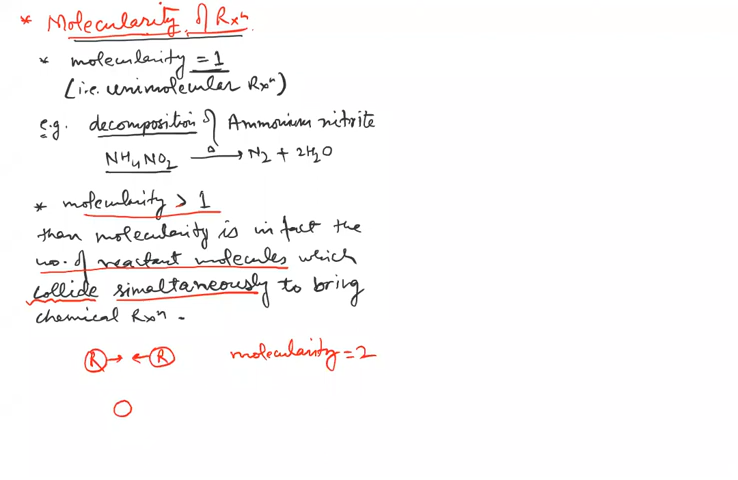 * Molecularity of Rxⁿ.
* molecularity = 1
(i.e. unimolecular Rxⁿ)
e.g. decomposition of Ammonium nitrite
NH₄NO₂ —Δ→ N₂ + 2H₂O
* molecularity > 1
then molecularity is in fact the
no. of reactant molecules which
collide simaltaneously to bring
chemical Rxⁿ.
R → ← R molecularity = 2